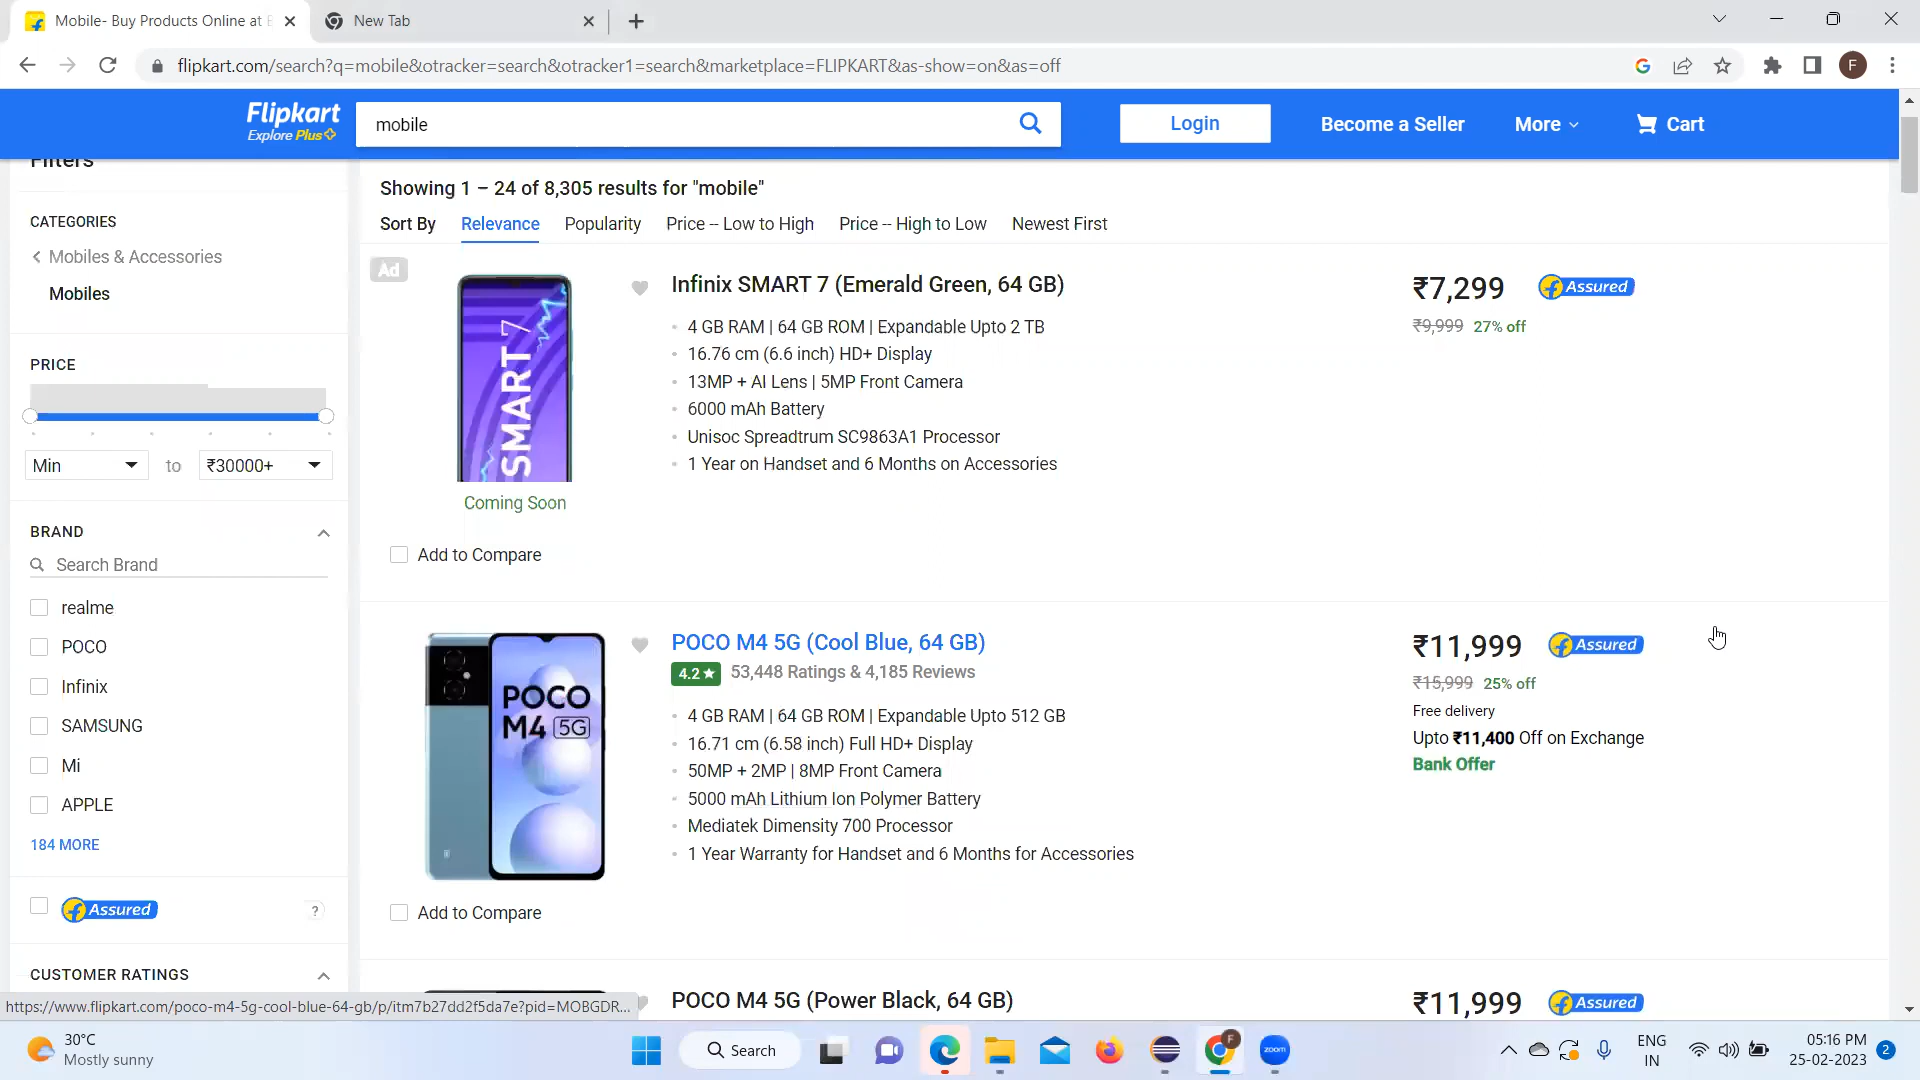 Mobile- Buy Products Online at
New Tab
flipkart.com/search?q=mobile&otracker=search&otracker1=search&marketplace=FLIPKART&as-show=on&as=off
F
Flipkart
Explore Plus
mobile
Login
Become a Seller
More
Cart
Filters
CATEGORIES
Mobiles & Accessories
Mobiles
PRICE
Min
to
₹30000+
BRAND
Search Brand
realme
POCO
Infinix
SAMSUNG
Mi
APPLE
184 MORE
Assured
?
CUSTOMER RATINGS
Showing 1 – 24 of 8,305 results for "mobile"
Sort By Relevance Popularity Price -- Low to High Price -- High to Low Newest First
Ad
SMART 7
Coming Soon
Add to Compare
Infinix SMART 7 (Emerald Green, 64 GB)
4 GB RAM | 64 GB ROM | Expandable Upto 2 TB
16.76 cm (6.6 inch) HD+ Display
13MP + AI Lens | 5MP Front Camera
6000 mAh Battery
Unisoc Spreadtrum SC9863A1 Processor
1 Year on Handset and 6 Months on Accessories
₹7,299 Assured
₹9,999 27% off
POCO
M4 5G
Add to Compare
POCO M4 5G (Cool Blue, 64 GB)
4.2★ 53,448 Ratings & 4,185 Reviews
4 GB RAM | 64 GB ROM | Expandable Upto 512 GB
16.71 cm (6.58 inch) Full HD+ Display
50MP + 2MP | 8MP Front Camera
5000 mAh Lithium Ion Polymer Battery
Mediatek Dimensity 700 Processor
1 Year Warranty for Handset and 6 Months for Accessories
₹11,999 Assured
₹15,999 25% off
Free delivery
Upto ₹11,400 Off on Exchange
Bank Offer
POCO M4 5G (Power Black, 64 GB)
₹11,999 Assured
https://www.flipkart.com/poco-m4-5g-cool-blue-64-gb/p/itm7b27dd2f5da7e?pid=MOBGDR...
30°C
Mostly sunny
Search
F
zoom
ENG
IN
05:16 PM
25-02-2023
2